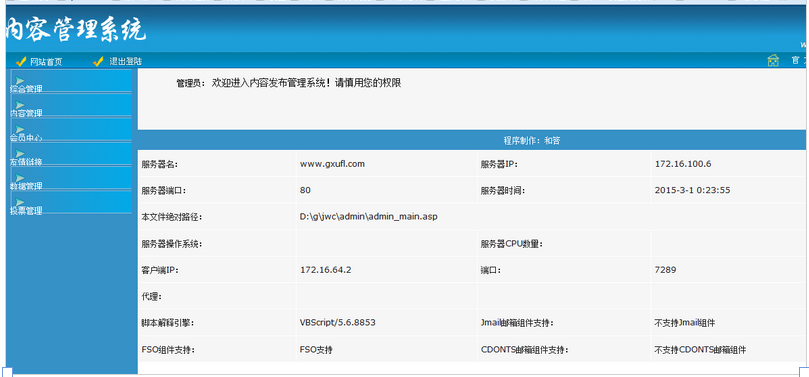 内容管理系统
网站首页 退出登陆
综合管理
内容管理
会员中心
友情链接
数据管理
投票管理
管理员： 欢迎进入内容发布管理系统！请慎用您的权限
程序制作：和答
服务器名： www.gxufl.com 服务器IP： 172.16.100.6
服务器端口： 80 服务器时间： 2015-3-1 0:23:55
本文件绝对路径： D:\g\jwc\admin\admin_main.asp
服务器操作系统： 服务器CPU数量：
客户端IP： 172.16.64.2 端口： 7289
代理：
脚本解释引擎： VBScript/5.6.8853 Jmail邮箱组件支持： 不支持Jmail组件
FSO组件支持： FSO支持 CDONTS邮箱组件支持： 不支持CDONTS邮箱组件